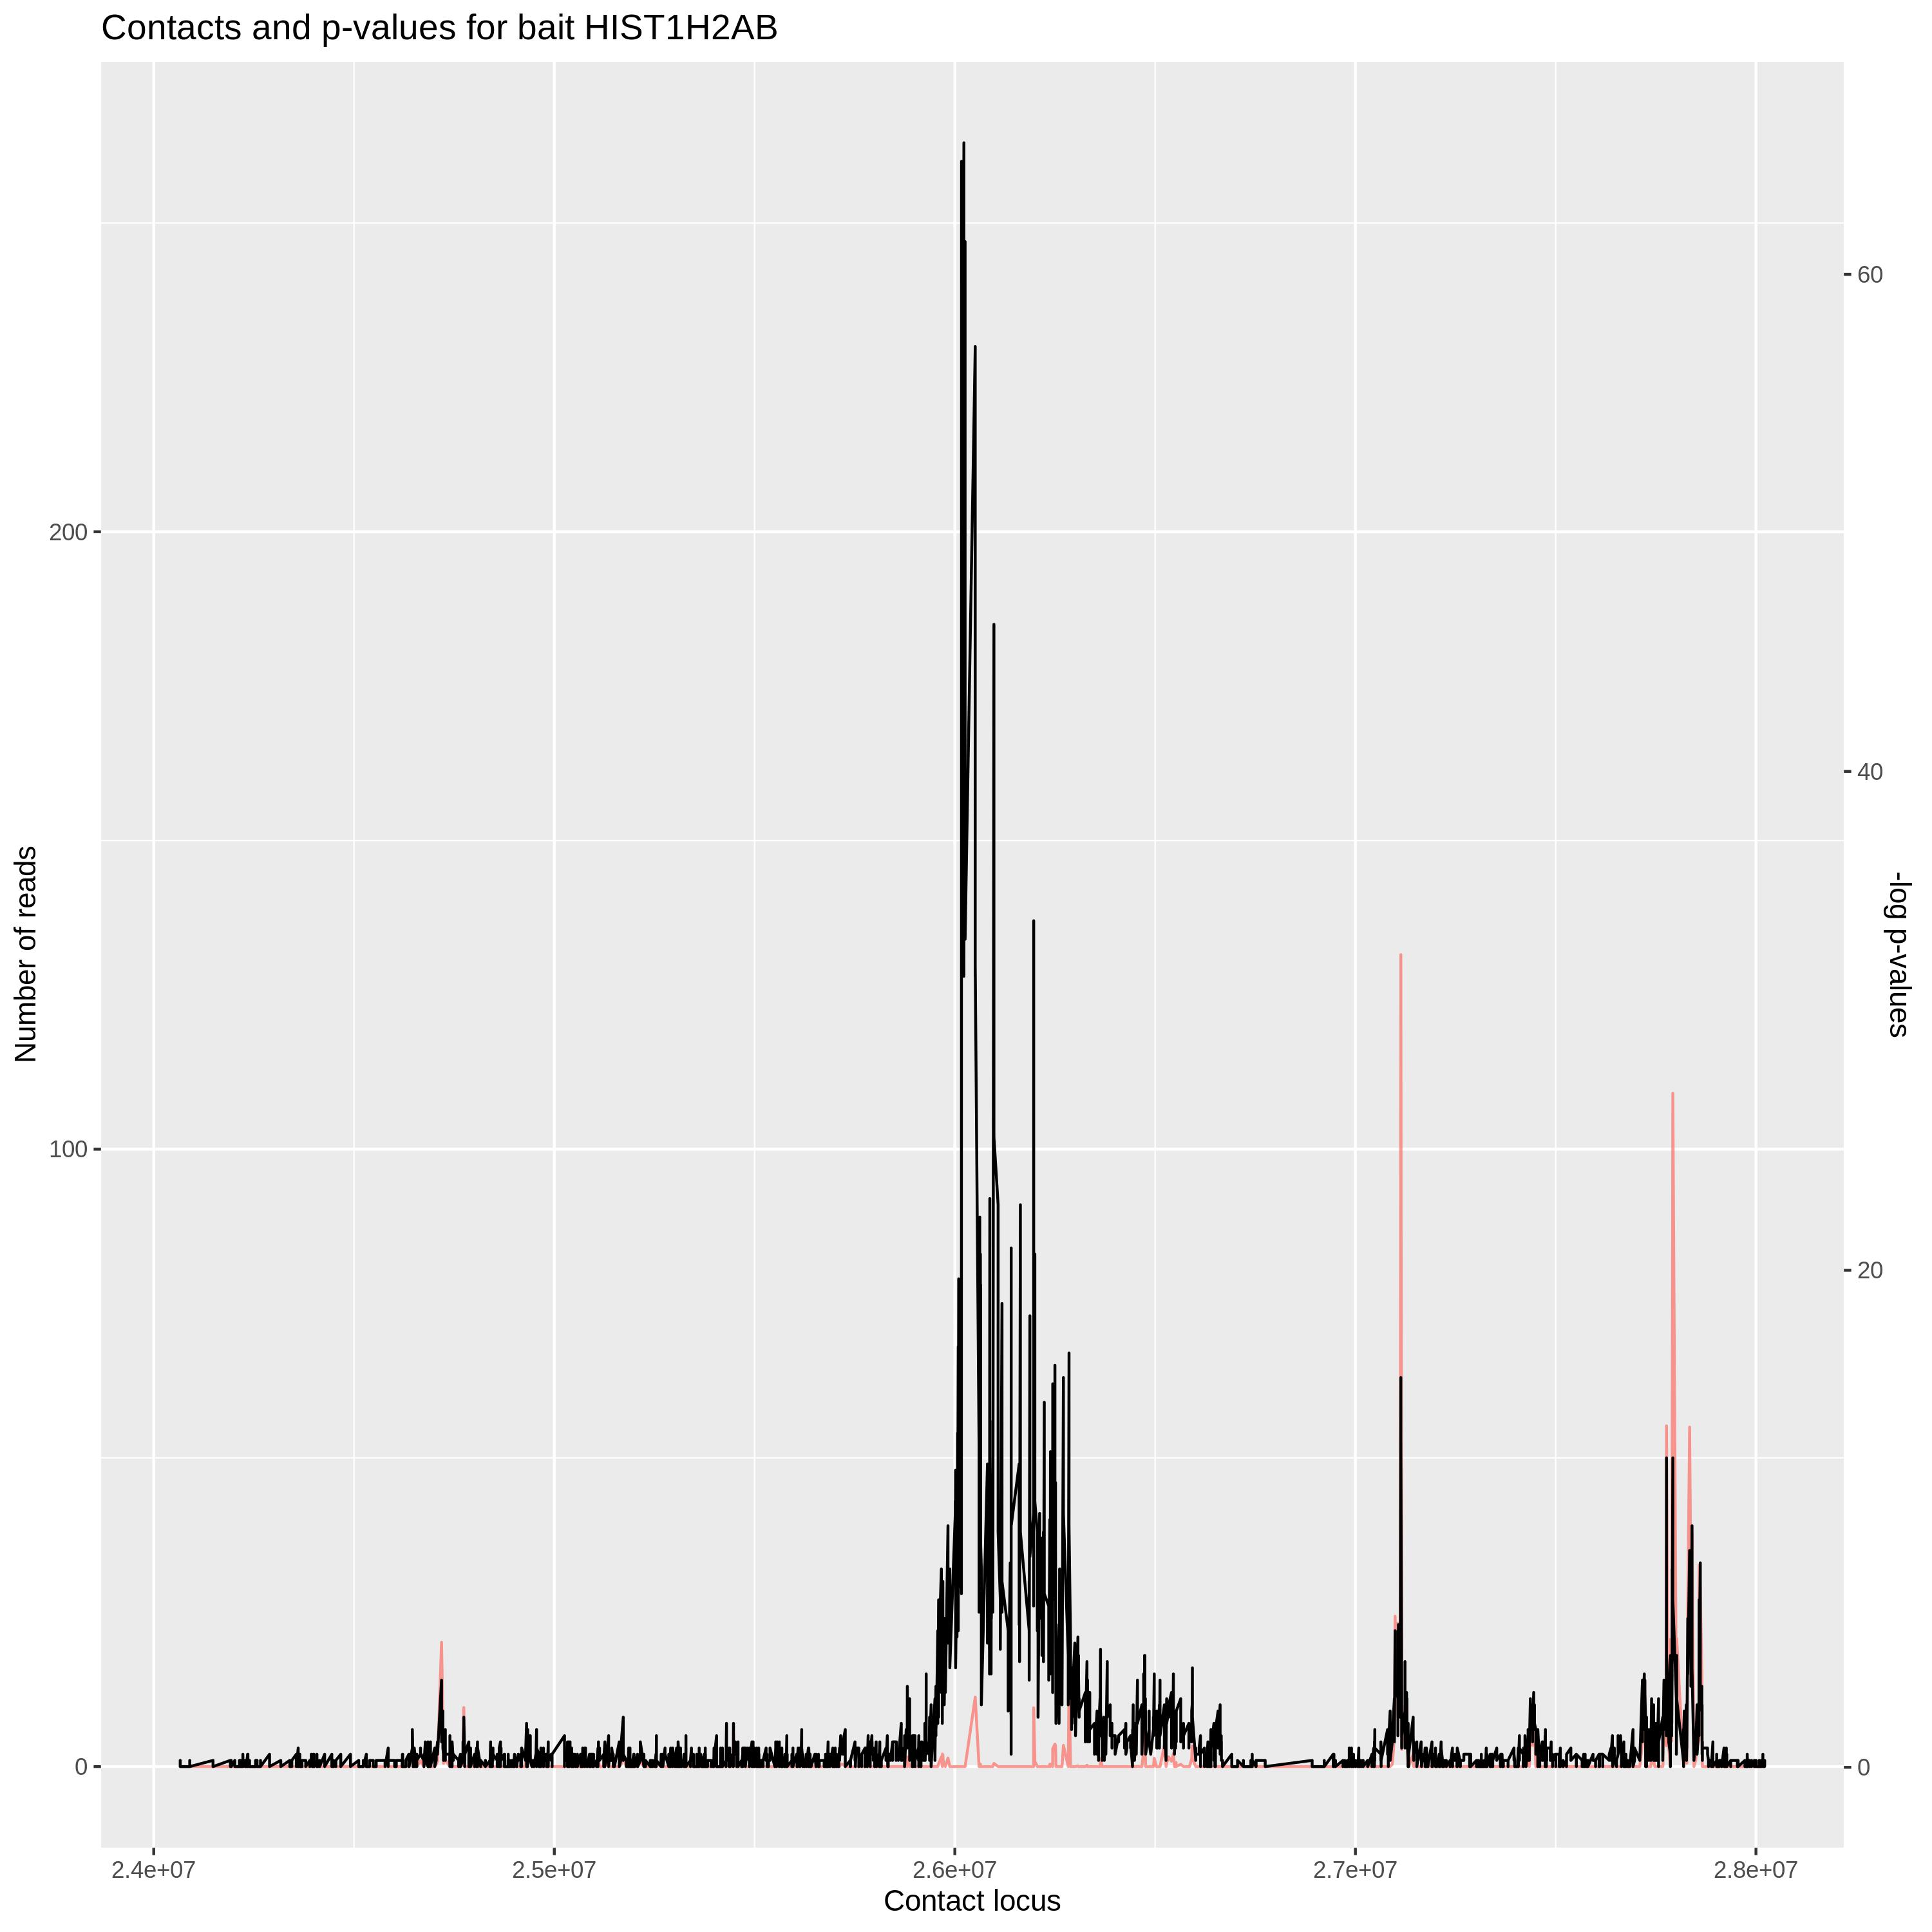 Contacts and p-values for bait HIST1H2AB
Number of reads
200
100
0
60
40
20
0
-log p-values
2.4e+07
2.5e+07
2.6e+07
2.7e+07
2.8e+07
Contact locus